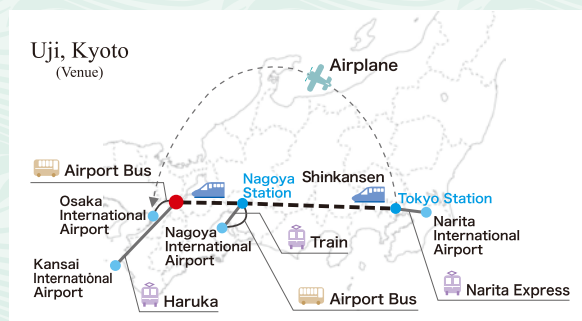 Uji, Kyoto
(Venue)
Airplane
Airport Bus
Nagoya
Station
Shinkansen
Tokyo Station
Osaka
International
Airport
Nagoya
International
Airport
Train
Narita
International
Airport
Kansai
International
Airport
Haruka
Airport Bus
Narita Express